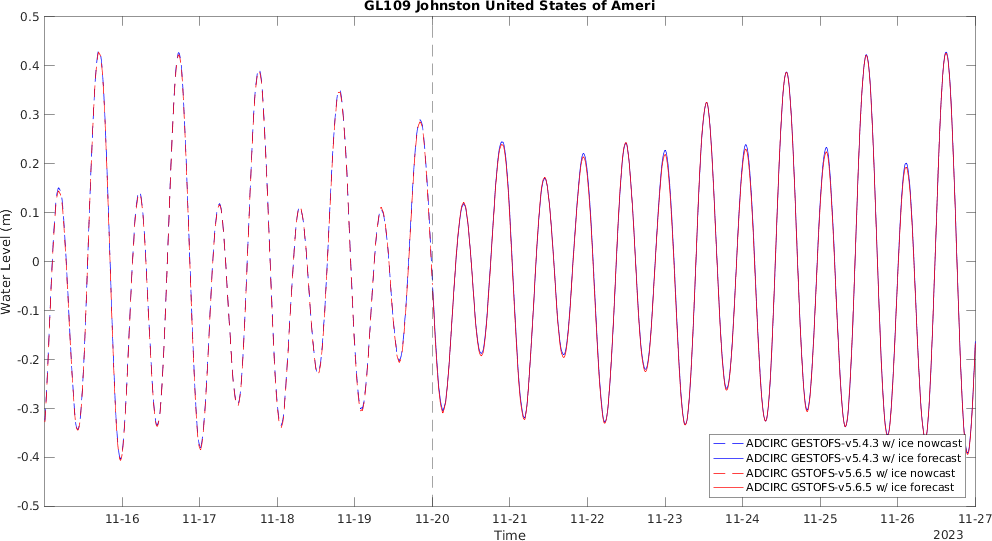 GL109 Johnston United States of Ameri
0.5
0.4
0.3
0.2
0.1
0
-0.1
-0.2
-0.3
-0.4
-0.5
Water Level (m)
ADCIRC GESTOFS-v5.4.3 w/ ice nowcast
ADCIRC GESTOFS-v5.4.3 w/ ice forecast
ADCIRC GSTOFS-v5.6.5 w/ ice nowcast
ADCIRC GSTOFS-v5.6.5 w/ ice forecast
11-16 11-17 11-18 11-19 11-20 11-21 11-22 11-23 11-24 11-25 11-26 11-27
Time
2023